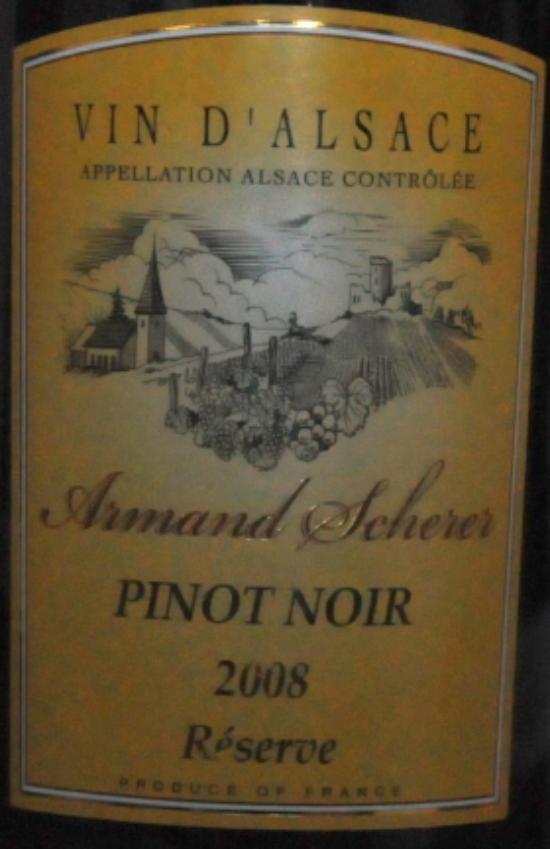 VIN D'ALSACE
APPELLATION ALSACE CONTRÔLÉE
Armand Scherer
PINOT NOIR
2008
Réserve
PRODUCE OF FRANCE